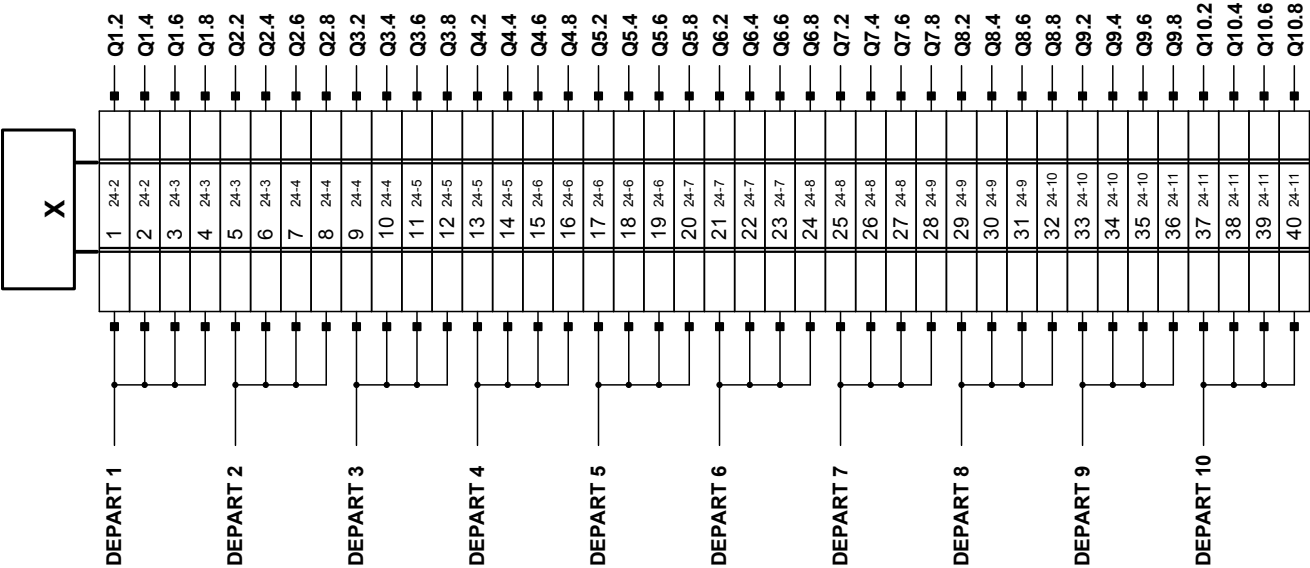 X
DEPART 1 1 24-2 Q1.2
2 24-2 Q1.4
3 24-3 Q1.6
4 24-3 Q1.8
DEPART 2 5 24-3 Q2.2
6 24-3 Q2.4
7 24-4 Q2.6
8 24-4 Q2.8
DEPART 3 9 24-4 Q3.2
10 24-4 Q3.4
11 24-5 Q3.6
12 24-5 Q3.8
DEPART 4 13 24-5 Q4.2
14 24-5 Q4.4
15 24-6 Q4.6
16 24-6 Q4.8
DEPART 5 17 24-6 Q5.2
18 24-6 Q5.4
19 24-6 Q5.6
20 24-7 Q5.8
DEPART 6 21 24-7 Q6.2
22 24-7 Q6.4
23 24-7 Q6.6
24 24-8 Q6.8
DEPART 7 25 24-8 Q7.2
26 24-8 Q7.4
27 24-8 Q7.6
28 24-9 Q7.8
DEPART 8 29 24-9 Q8.2
30 24-9 Q8.4
31 24-9 Q8.6
32 24-10 Q8.8
DEPART 9 33 24-10 Q9.2
34 24-10 Q9.4
35 24-10 Q9.6
36 24-11 Q9.8
DEPART 10 37 24-11 Q10.2
38 24-11 Q10.4
39 24-11 Q10.6
40 24-11 Q10.8